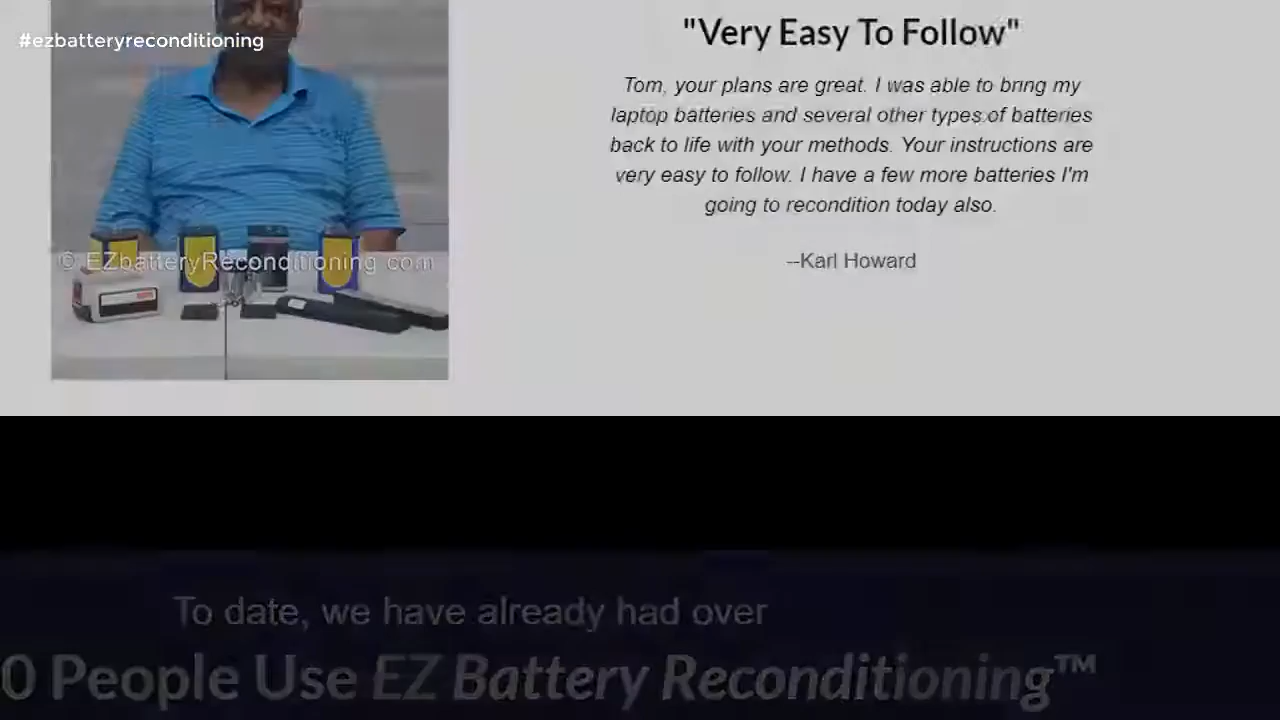 #ezbatteryreconditioning
"Very Easy To Follow"
Tom, your plans are great. I was able to bring my
laptop batteries and several other types of batteries
back to life with your methods. Your instructions are
very easy to follow. I have a few more batteries I'm
going to recondition today also.
--Karl Howard
© EZbatteryReconditioning com
To date, we have already had over
0 People Use EZ Battery Reconditioning™